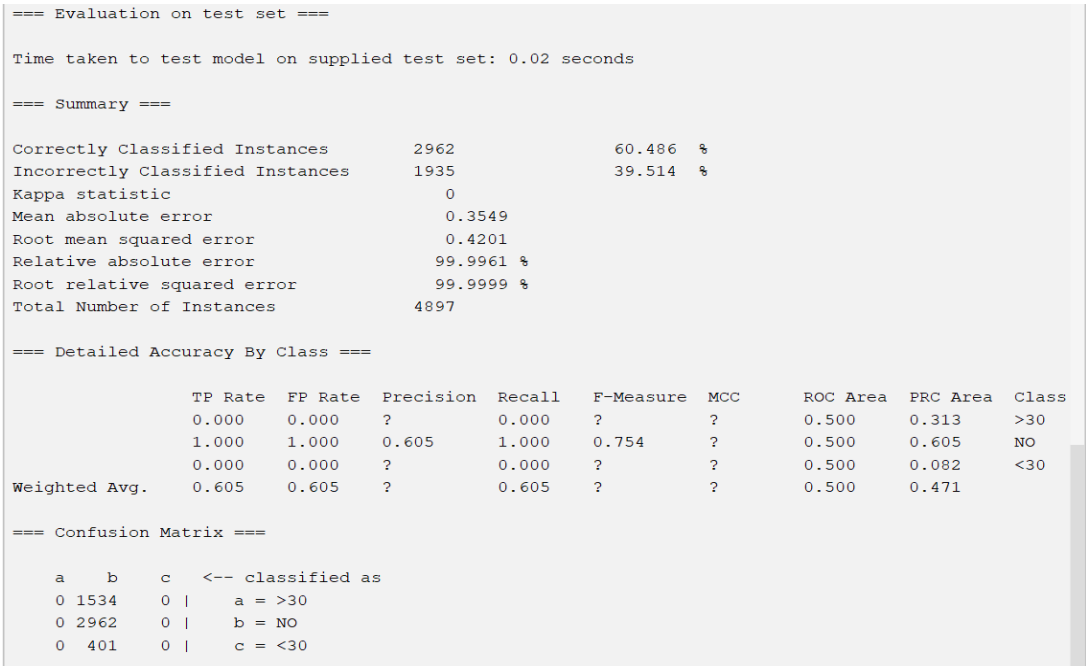 === Evaluation on test set ===
Time taken to test model on supplied test set: 0.02 seconds
=== Summary ===
Correctly Classified Instances 2962 60.486 %
Incorrectly Classified Instances 1935 39.514 %
Kappa statistic 0
Mean absolute error 0.3549
Root mean squared error 0.4201
Relative absolute error 99.9961 %
Root relative squared error 99.9999 %
Total Number of Instances 4897
=== Detailed Accuracy By Class ===
TP Rate FP Rate Precision Recall F-Measure MCC ROC Area PRC Area Class
0.000 0.000 ? 0.000 ? ? 0.500 0.313 >30
1.000 1.000 0.605 1.000 0.754 ? 0.500 0.605 NO
0.000 0.000 ? 0.000 ? ? 0.500 0.082 <30
Weighted Avg. 0.605 0.605 ? 0.605 ? ? 0.500 0.471
=== Confusion Matrix ===
a b c <-- classified as
0 1534 0 | a = >30
0 2962 0 | b = NO
0 401 0 | c = <30